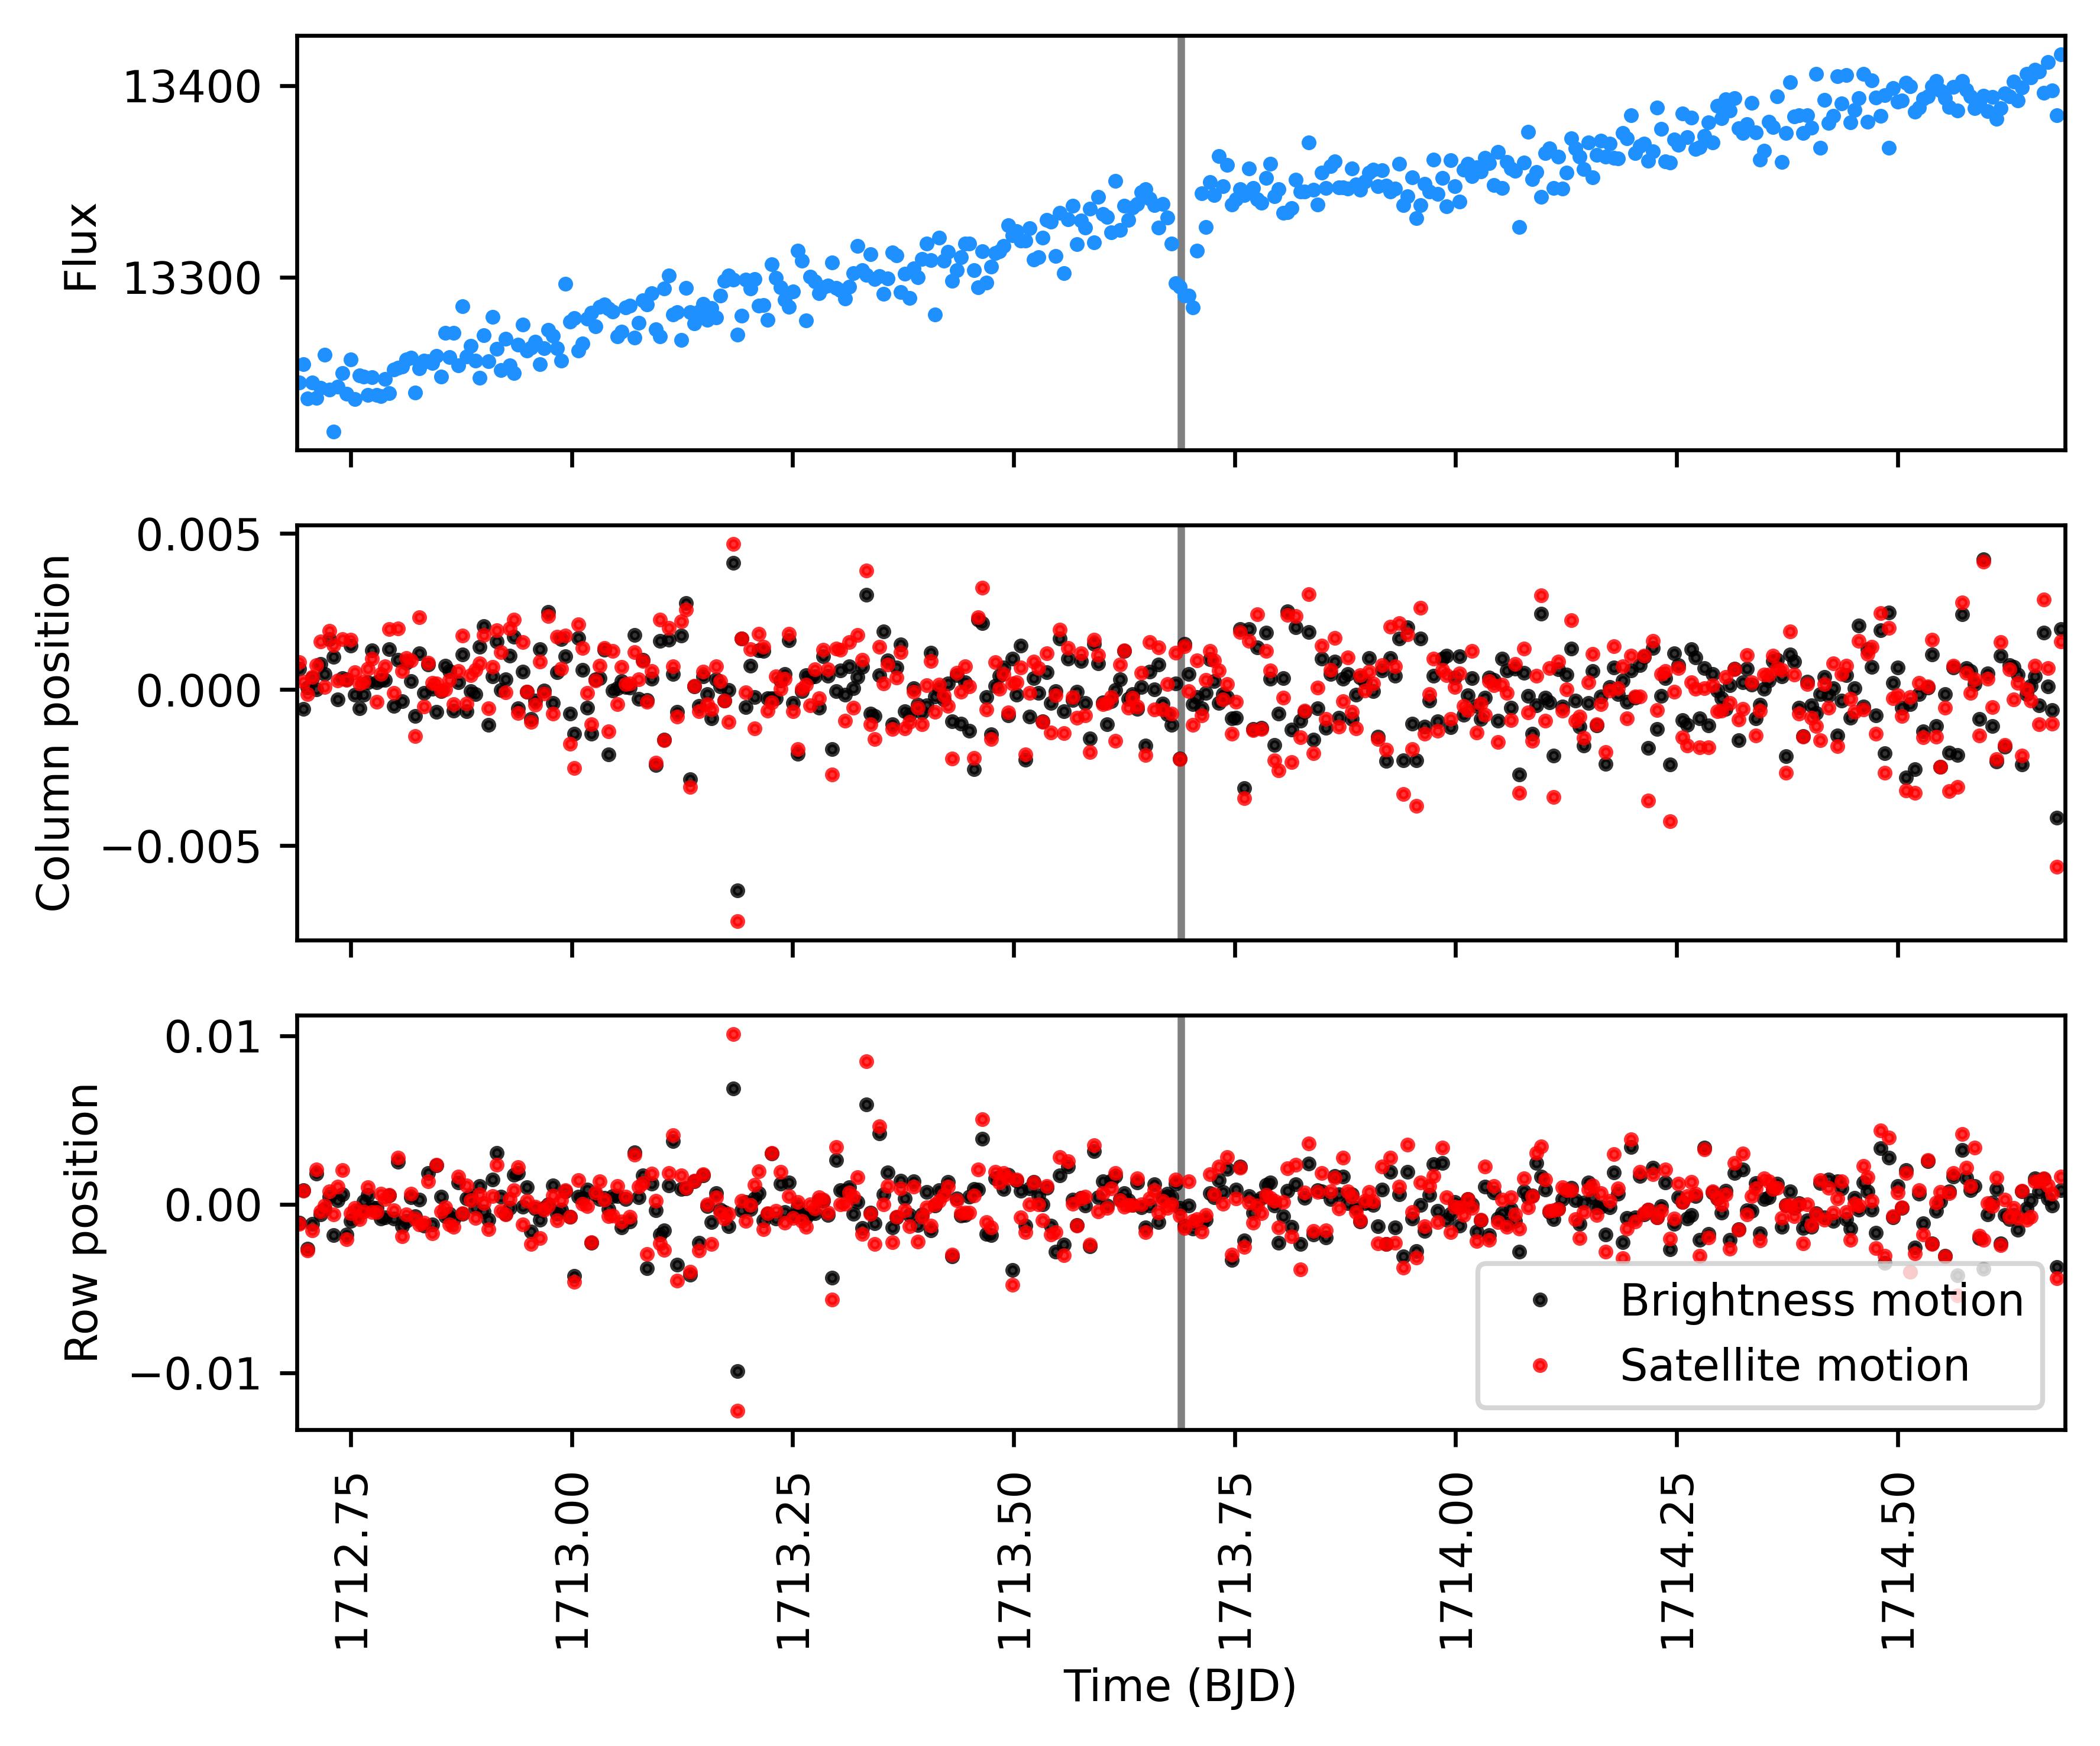 Flux
13400
13300
Column position
0.005
0.000
−0.005
Row position
0.01
0.00
−0.01
Brightness motion
Satellite motion
1712.75
1713.00
1713.25
1713.50
1713.75
1714.00
1714.25
1714.50
Time (BJD)